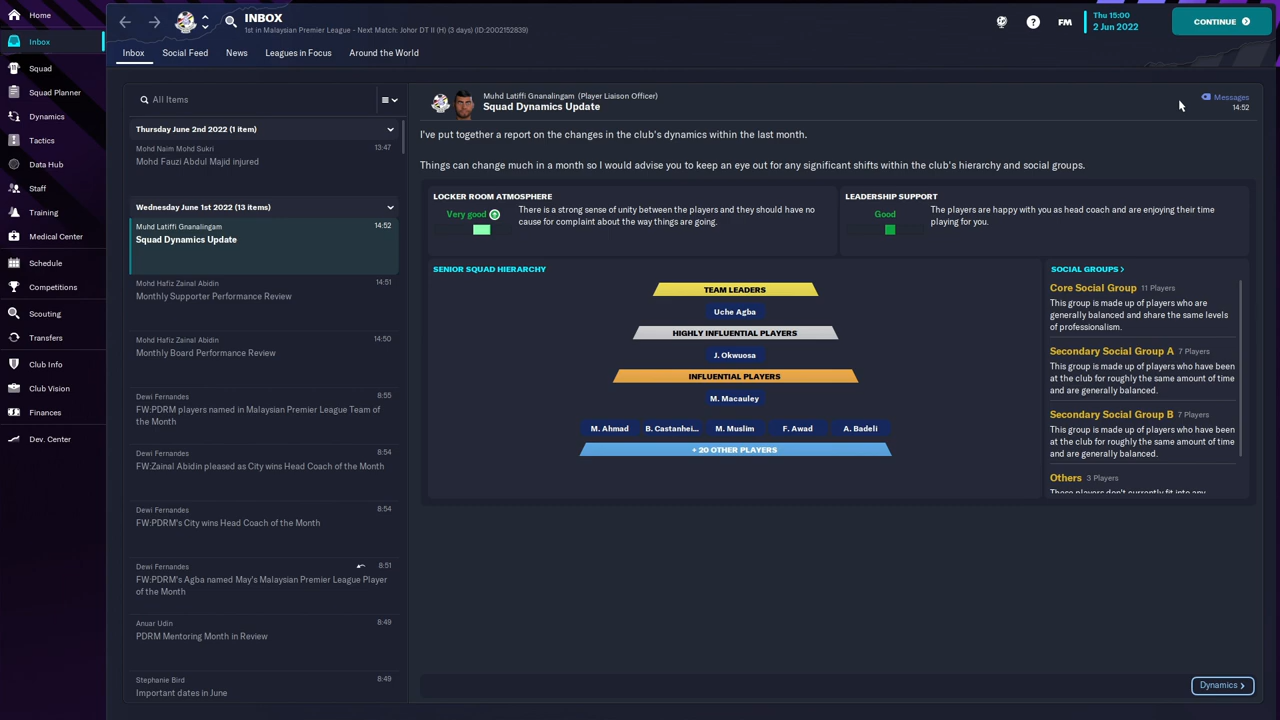 Home
Inbox
Squad
Squad Planner
Dynamics
Tactics
Data Hub
Staff
Training
Medical Center
Schedule
Competitions
Scouting
Transfers
Club Info
Club Vision
Finances
Dev. Center
INBOX
1st in Malaysian Premier League - Next Match: Johor DT II (H) (3 days) (ID:2002152839)
FM
Thu 15:00
2 Jun 2022
CONTINUE
Inbox
Social Feed
News
Leagues in Focus
Around the World
All Items
Thursday June 2nd 2022 (1 item)
Mohd Naim Mohd Sukri 13:47
Mohd Fauzi Abdul Majid injured
Wednesday June 1st 2022 (13 items)
Muhd Latiffi Gnanalingam 14:52
Squad Dynamics Update
Mohd Hafiz Zainal Abidin 14:51
Monthly Supporter Performance Review
Mohd Hafiz Zainal Abidin 14:50
Monthly Board Performance Review
Dewi Fernandes 8:55
FW:PDRM players named in Malaysian Premier League Team of
the Month
Dewi Fernandes 8:54
FW:Zainal Abidin pleased as City wins Head Coach of the Month
Dewi Fernandes 8:54
FW:PDRM's City wins Head Coach of the Month
Dewi Fernandes 8:51
FW:PDRM's Agba named May's Malaysian Premier League Player
of the Month
Anuar Udin 8:49
PDRM Mentoring Month in Review
Stephanie Bird 8:49
Important dates in June
Muhd Latiffi Gnanalingam (Player Liaison Officer)
Squad Dynamics Update
Messages
14:52
I've put together a report on the changes in the club's dynamics within the last month.
Things can change much in a month so I would advise you to keep an eye out for any significant shifts within the club's hierarchy and social groups.
LOCKER ROOM ATMOSPHERE
Very good
There is a strong sense of unity between the players and they should have no
cause for complaint about the way things are going.
LEADERSHIP SUPPORT
Good
The players are happy with you as head coach and are enjoying their time
playing for you.
SENIOR SQUAD HIERARCHY
TEAM LEADERS
Uche Agba
HIGHLY INFLUENTIAL PLAYERS
J. Okwuosa
INFLUENTIAL PLAYERS
M. Macauley
M. Ahmad B. Castanhei... M. Muslim F. Awad A. Badeli
+ 20 OTHER PLAYERS
SOCIAL GROUPS
Core Social Group 11 Players
This group is made up of players who are
generally balanced and share the same levels
of professionalism.
Secondary Social Group A 7 Players
This group is made up of players who have been
at the club for roughly the same amount of time
and are generally balanced.
Secondary Social Group B 7 Players
This group is made up of players who have been
at the club for roughly the same amount of time
and are generally balanced.
Others 3 Players
These players don't currently fit into any
Dynamics